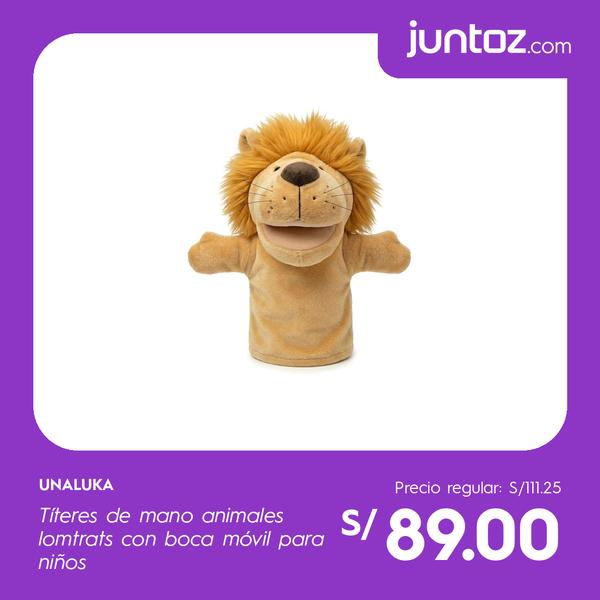 juntoz.com
UNALUKA
Títeres de mano animales
lomtrats con boca móvil para
niños
Precio regular: S/111.25
S/ 89.00